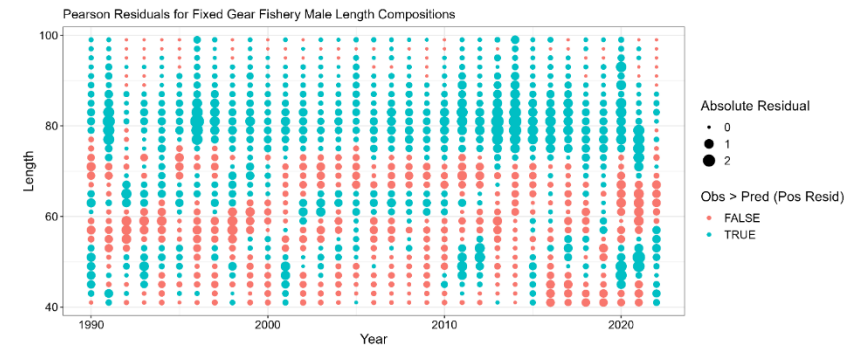 Pearson Residuals for Fixed Gear Fishery Male Length Compositions
100
80
60
40
Length
1990
2000
2010
2020
Year
Absolute Residual
0
1
2
Obs > Pred (Pos Resid)
FALSE
TRUE